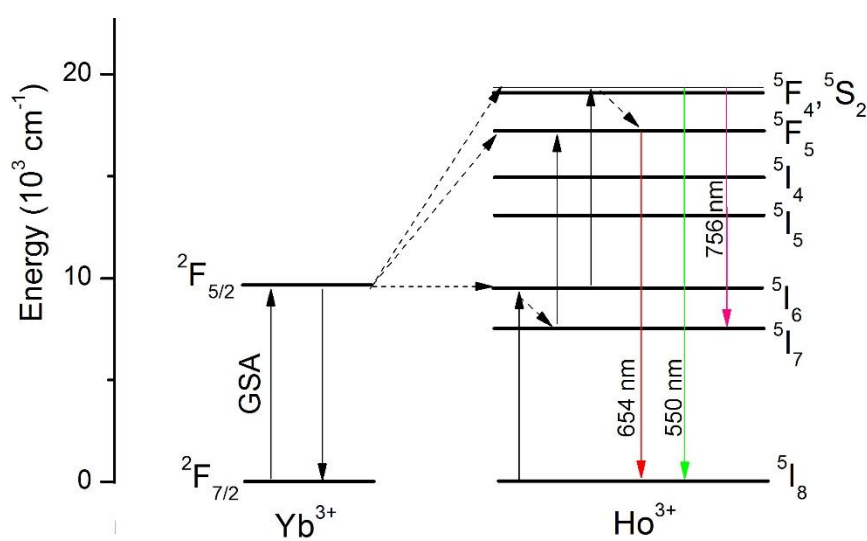 Energy (10³ cm⁻¹)
20
10
0
²F₅/₂
²F₇/₂
GSA
Yb³⁺
⁵F₄, ⁵S₂
⁵F₅
⁵I₄
⁵I₅
⁵I₆
⁵I₇
⁵I₈
654 nm
550 nm
756 nm
Ho³⁺